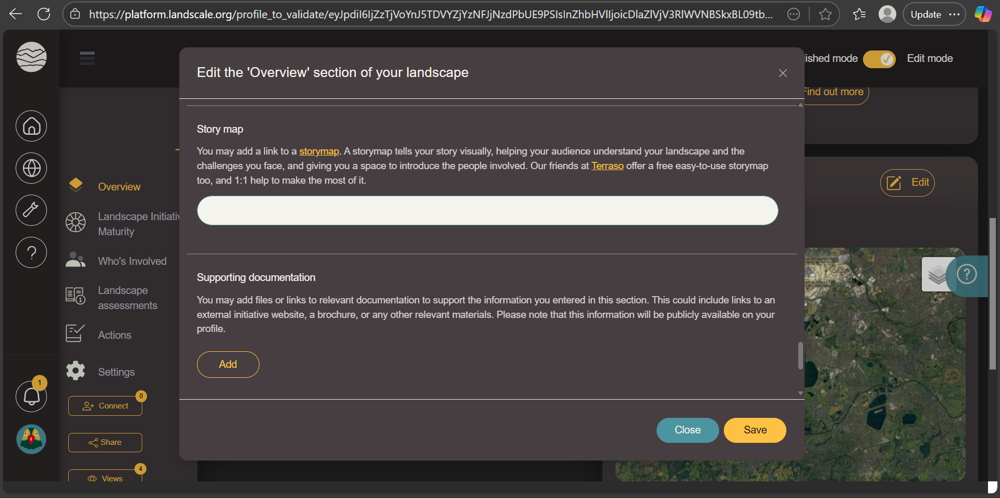 https://platform.landscale.org/profile_to_validate/eyJpdiI6IjZzTjVoYnJ5TDVYZjYzNFJjNzdPbUE9PSIsInZhbHVlIjoicDlaZlVjV3RlWVNBSkxBL09tb...
Update
Edit the 'Overview' section of your landscape
ished mode
Edit mode
Find out more
Story map
You may add a link to a storymap. A storymap tells your story visually, helping your audience understand your landscape and the
challenges you face, and giving you a space to introduce the people involved. Our friends at Terraso offer a free easy-to-use storymap
too, and 1:1 help to make the most of it.
Edit
Overview
Landscape Initiativ
Maturity
Who's Involved
Landscape
assessments
Actions
Settings
Supporting documentation
You may add files or links to relevant documentation to support the information you entered in this section. This could include links to an
external initiative website, a brochure, or any other relevant materials. Please note that this information will be publicly available on your
profile.
Add
1
0
Connect
Share
4
Views
Close
Save